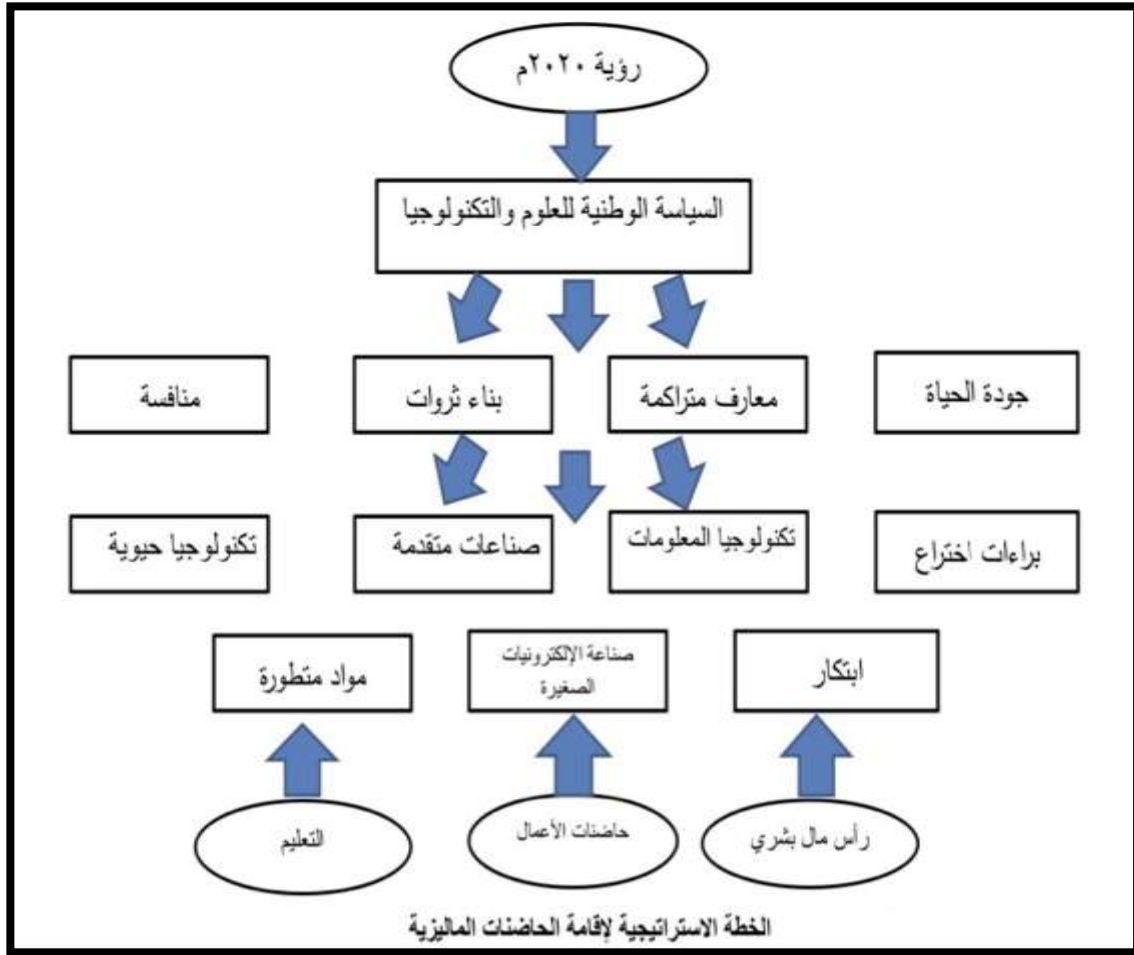 رؤية ٢٠٢٠م
السياسة الوطنية للعلوم والتكنولوجيا
جودة الحياة
معارف متراكمة
بناء ثروات
منافسة
براءات اختراع
تكنولوجيا المعلومات
صناعات متقدمة
تكنولوجيا حيوية
ابتكار
صناعة الإلكترونيات
الصغيرة
مواد متطورة
رأس مال بشري
حاضنات الأعمال
التعليم
الخطة الاستراتيجية لإقامة الحاضنات الماليزية